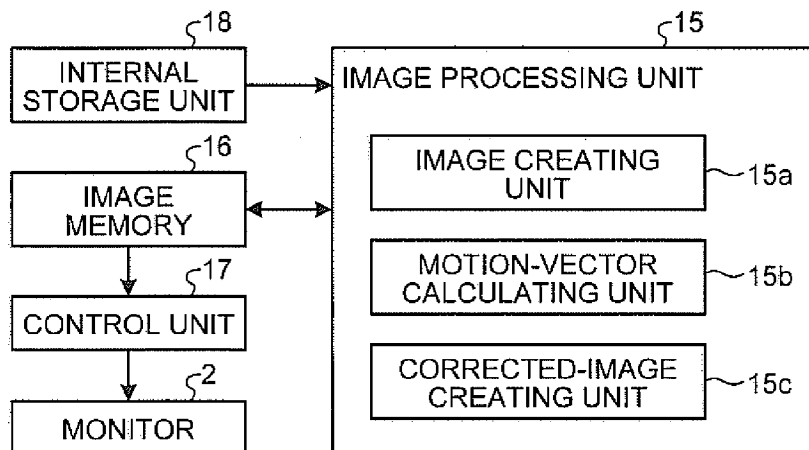 18
INTERNAL
STORAGE UNIT
16
IMAGE
MEMORY
17
CONTROL UNIT
2
MONITOR
15
IMAGE PROCESSING UNIT
IMAGE CREATING
UNIT
15a
MOTION-VECTOR
CALCULATING UNIT
15b
CORRECTED-IMAGE
CREATING UNIT
15c